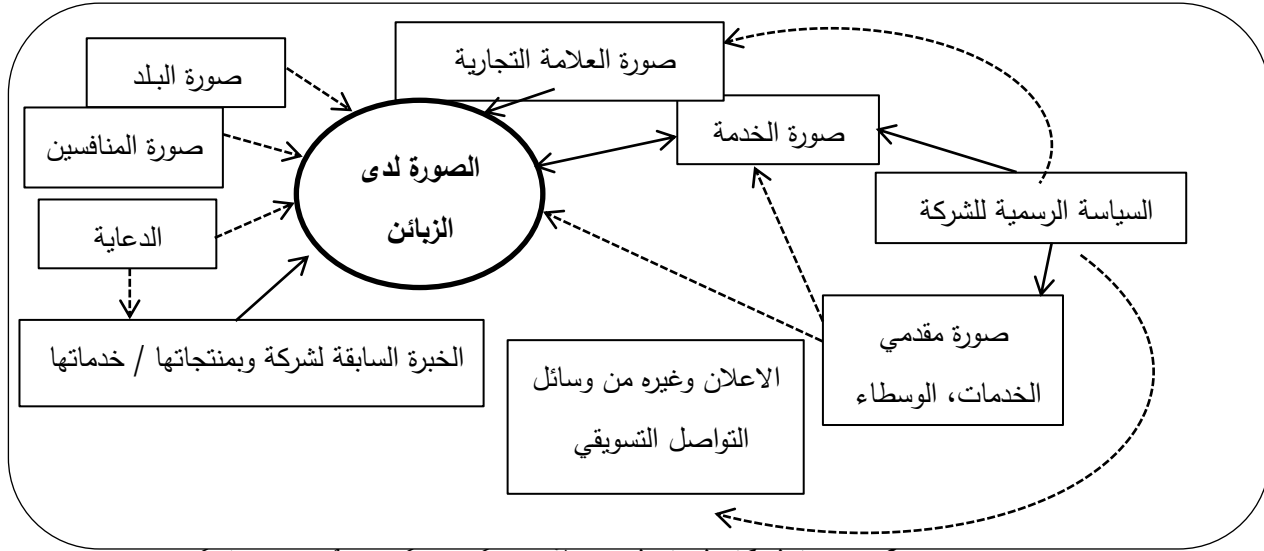 صورة العلامة التجارية
صورة البلد
صورة الخدمة
صورة المنافسين
الصورة لدى
الزبائن
السياسة الرسمية للشركة
الدعاية
صورة مقدمي
الخدمات، الوسطاء
الخبرة السابقة لشركة وبمنتجاتها / خدماتها
الاعلان وغيره من وسائل
التواصل التسويقي